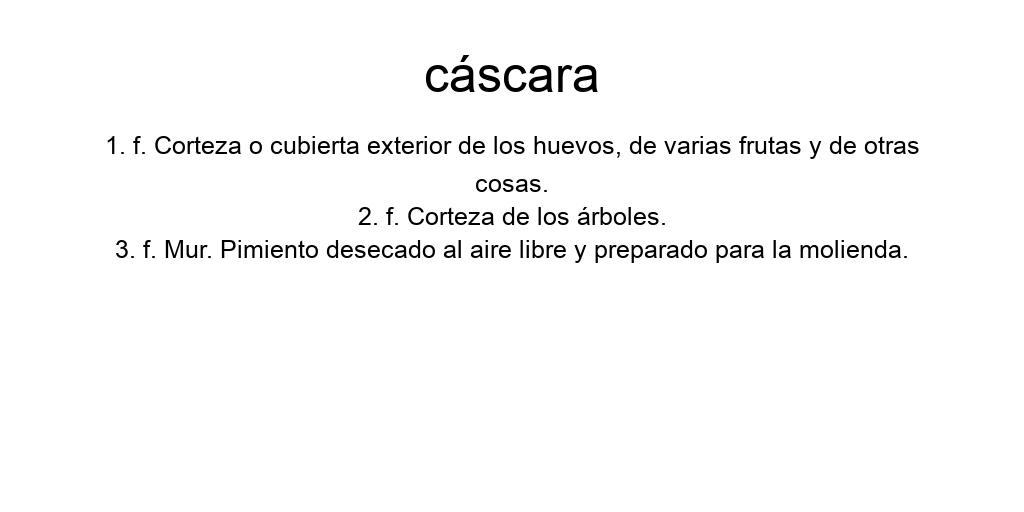 cáscara
1. f. Corteza o cubierta exterior de los huevos, de varias frutas y de otras
cosas.
2. f. Corteza de los árboles.
3. f. Mur. Pimiento desecado al aire libre y preparado para la molienda.